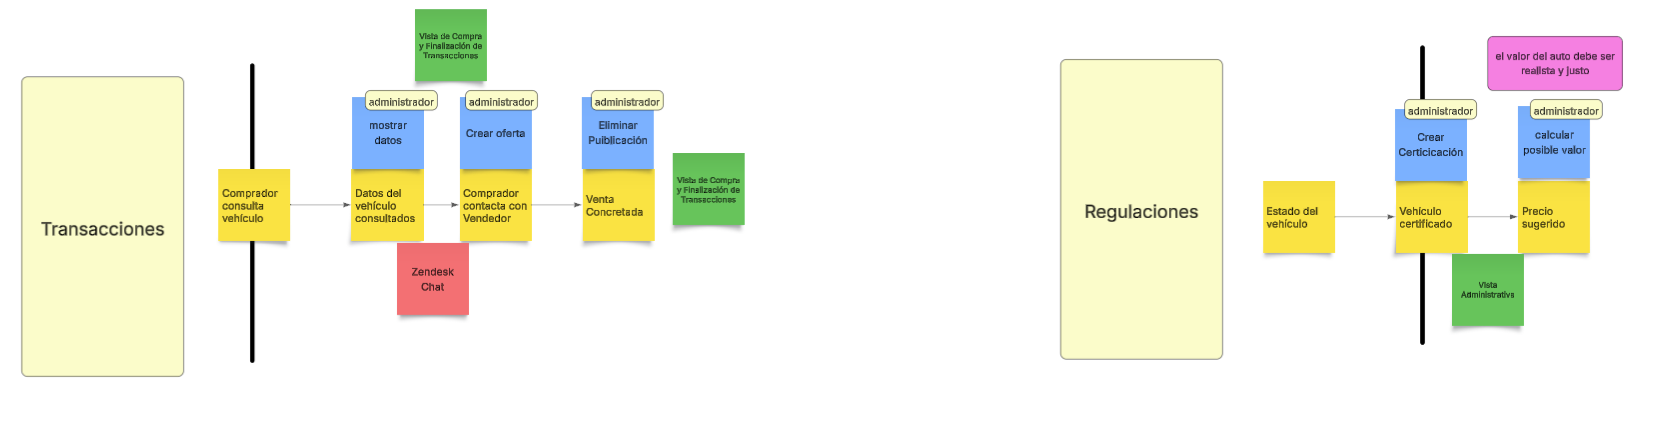 Transacciones
Vista de Compra
y Finalización de
Transacciones
administrador
mostrar
datos
administrador
Crear oferta
administrador
Eliminar
Puiblicación
Comprador
consulta
vehículo
Datos del
vehículo
consultados
Comprador
contacta con
Vendedor
Venta
Concretada
Vista de Compra
y Finalización de
Transacciones
Zendesk
Chat
Regulaciones
el valor del auto debe ser
realista y justo
administrador
Crear
Certicicación
administrador
calcular
posible valor
Estado del
vehículo
Vehículo
certificado
Precio
sugerido
Vista
Administrativa